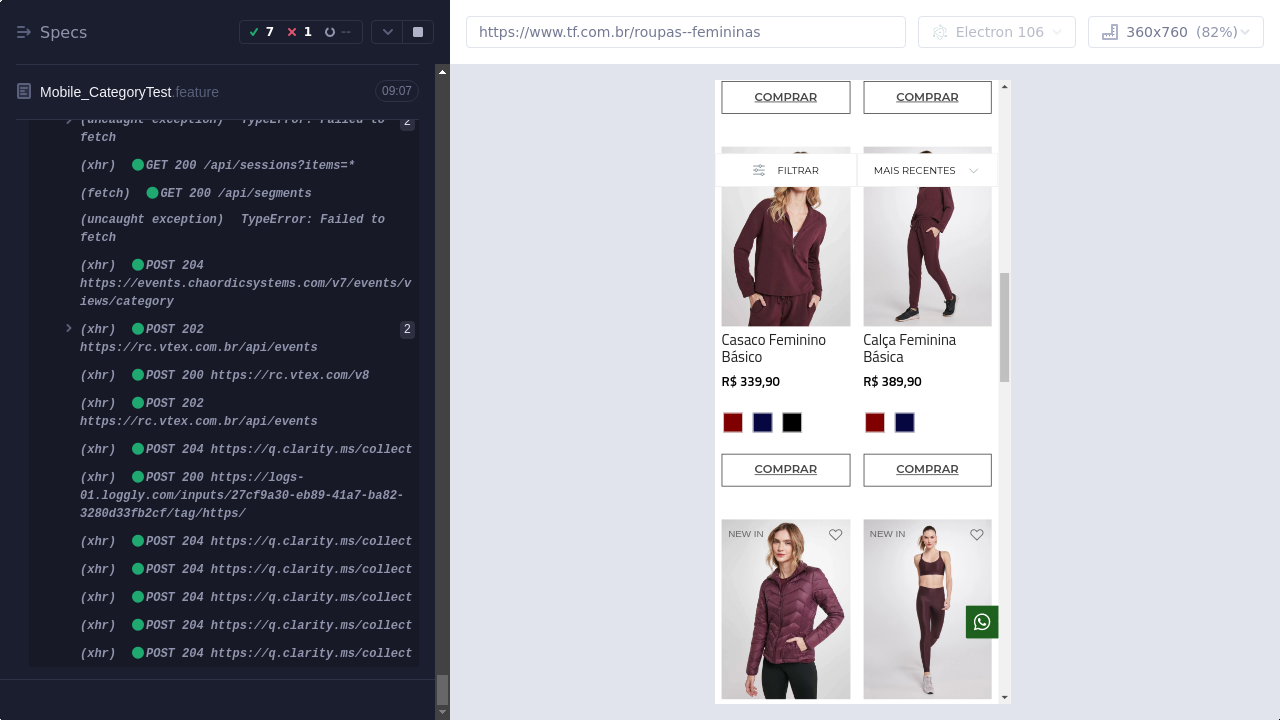 Specs
7
1
--
Mobile_CategoryTest.feature
09:07
(uncaught exception) TypeError: Failed to
fetch
2
(xhr) GET 200 /api/sessions?items=*
(fetch) GET 200 /api/segments
(uncaught exception) TypeError: Failed to
fetch
(xhr) POST 204
https://events.chaordicsystems.com/v7/events/v
iews/category
(xhr) POST 202
https://rc.vtex.com.br/api/events
2
(xhr) POST 200 https://rc.vtex.com/v8
(xhr) POST 202
https://rc.vtex.com.br/api/events
(xhr) POST 204 https://q.clarity.ms/collect
(xhr) POST 200 https://logs-
01.loggly.com/inputs/27cf9a30-eb89-41a7-ba82-
3280d33fb2cf/tag/https/
(xhr) POST 204 https://q.clarity.ms/collect
(xhr) POST 204 https://q.clarity.ms/collect
(xhr) POST 204 https://q.clarity.ms/collect
(xhr) POST 204 https://q.clarity.ms/collect
(xhr) POST 204 https://q.clarity.ms/collect
https://www.tf.com.br/roupas--femininas
Electron 106
360x760 (82%)
COMPRAR
COMPRAR
FILTRAR
MAIS RECENTES
Casaco Feminino
Básico
R$ 339,90
Calça Feminina
Básica
R$ 389,90
COMPRAR
COMPRAR
NEW IN
NEW IN